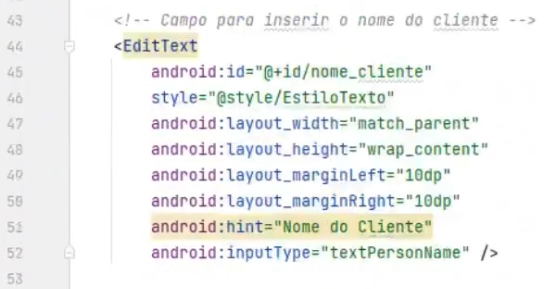 43 <!-- Campo para inserir o nome do cliente -->
44 <EditText
45 android:id="@+id/nome_cliente"
46 style="@style/EstiloTexto"
47 android:layout_width="match_parent"
48 android:layout_height="wrap_content"
49 android:layout_marginLeft="10dp"
50 android:layout_marginRight="10dp"
51 android:hint="Nome do Cliente"
52 android:inputType="textPersonName" />
53